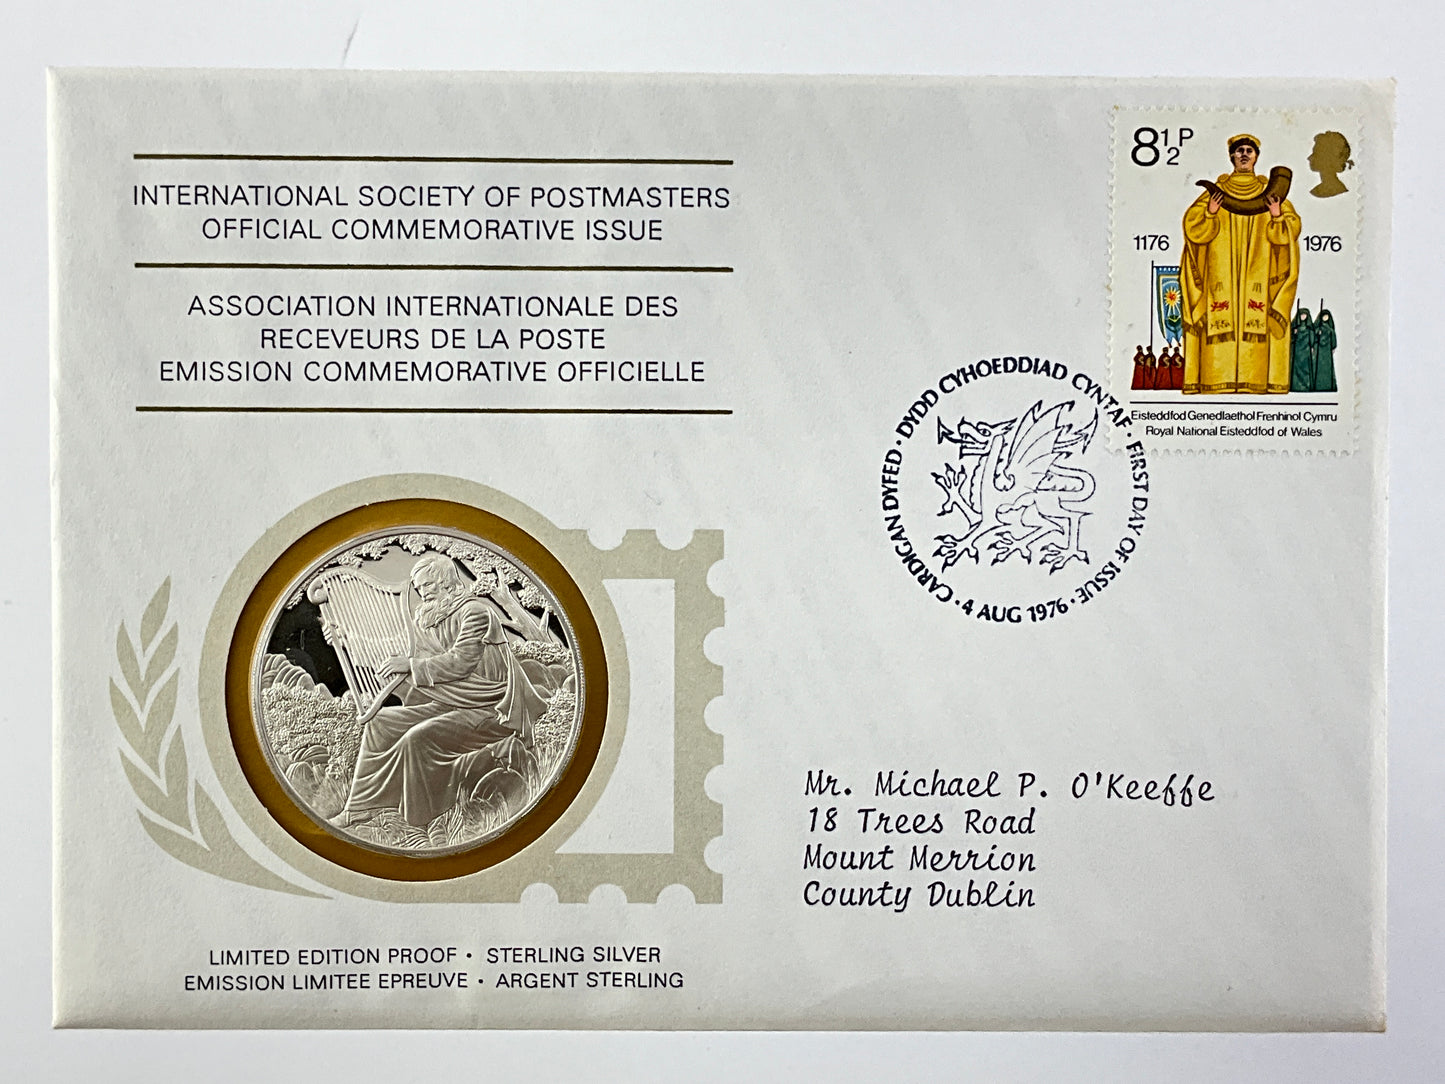 INTERNATIONAL SOCIETY OF POSTMASTERS
OFFICIAL COMMEMORATIVE ISSUE
ASSOCIATION INTERNATIONALE DES
RECEVEURS DE LA POSTE
EMISSION COMMEMORATIVE OFFICIELLE
8½P
1176 1976
Eisteddfod Genedlaethol Frenhinol Cymru
Royal National Eisteddfod of Wales
CARDIGAN DYFED · DYDD CYHOEDDIAD CYNTAF · FIRST DAY OF ISSUE ·
4 AUG 1976
Mr. Michael P. O'Keeffe
18 Trees Road
Mount Merrion
County Dublin
LIMITED EDITION PROOF · STERLING SILVER
EMISSION LIMITEE EPREUVE · ARGENT STERLING